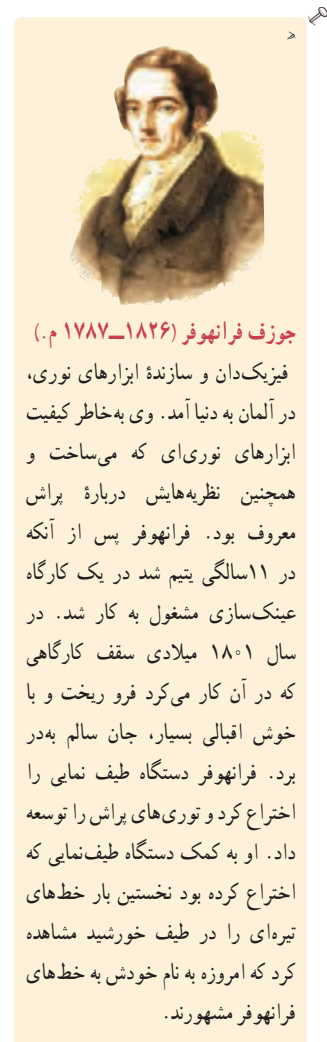 جوزف فرانهوفر (۱۸۲۶ــ۱۷۸۷ م.)
فیزیک‌دان و سازندهٔ ابزارهای نوری،
در آلمان به دنیا آمد. وی به‌خاطر کیفیت
ابزارهای نوری‌ای که می‌ساخت و
همچنین نظریه‌هایش دربارهٔ پراش
معروف بود. فرانهوفر پس از آنکه
در ۱۱سالگی یتیم شد در یک کارگاه
عینک‌سازی مشغول به کار شد. در
سال ۱۸۰۱ میلادی سقف کارگاهی
که در آن کار می‌کرد فرو ریخت و با
خوش اقبالی بسیار، جان سالم به‌در
برد. فرانهوفر دستگاه طیف نمایی را
اختراع کرد و توری‌های پراش را توسعه
داد. او به کمک دستگاه طیف‌نمایی که
اختراع کرده بود نخستین بار خط‌های
تیره‌ای را در طیف خورشید مشاهده
کرد که امروزه به نام خودش به خط‌های
فرانهوفر مشهورند.